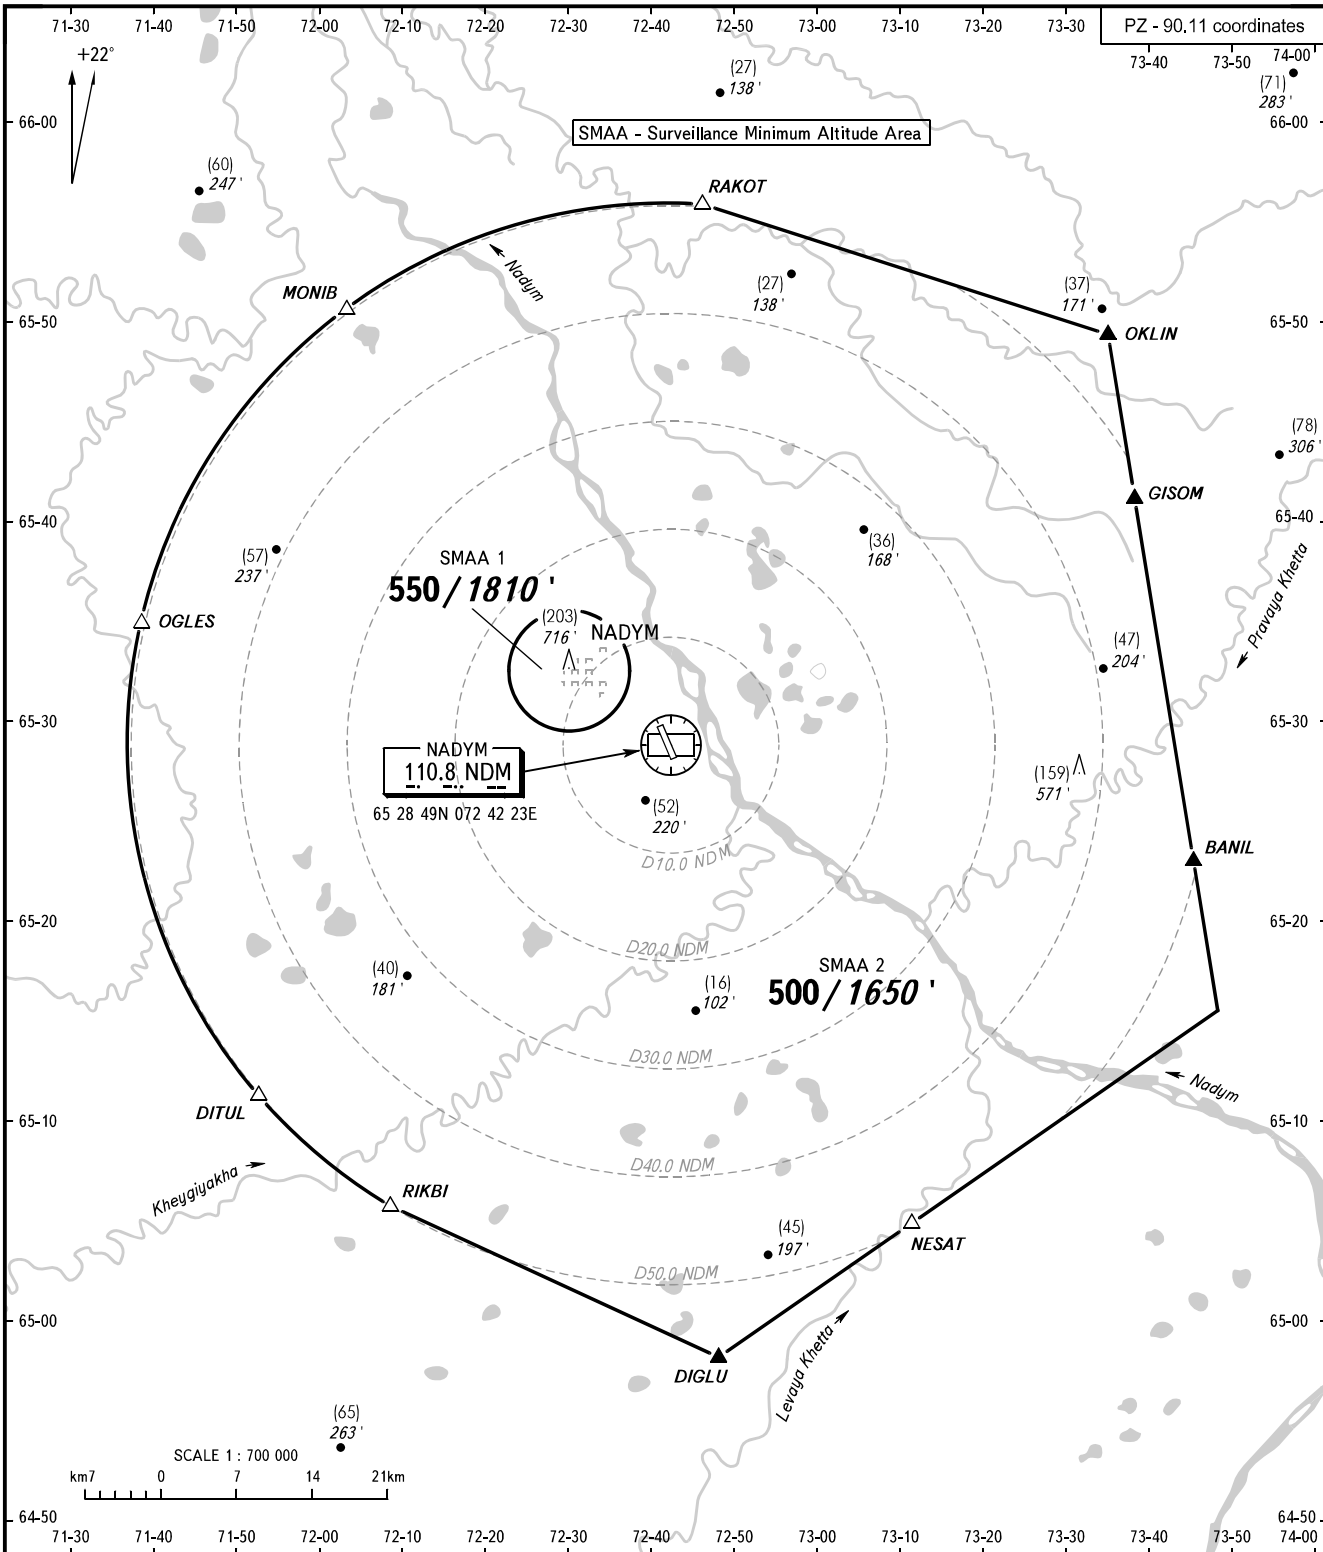 71-30 71-40 71-50 72-00 72-10 72-20 72-30 72-40 72-50 73-00 73-10 73-20 73-30
PZ - 90.11 coordinates
73-40 73-50 74-00
+22°
(27)
138'
(71)
283'
66-00
66-00
SMAA - Surveillance Minimum Altitude Area
(60)
247'
RAKOT
Nadym
MONIB
(27)
138'
(37)
171'
65-50
65-50
OKLIN
(78)
306'
GISOM
65-40
65-40
(36)
168'
(57)
237'
SMAA 1
550/1810'
(203)
716'
NADYM
Pravaya Khetta
OGLES
(47)
204'
65-30
65-30
NADYM
110.8 NDM
65 28 49N 072 42 23E
(159)
571'
(52)
220'
D10.0 NDM
BANIL
65-20
65-20
D20.0 NDM
(40)
181'
(16)
102'
SMAA 2
500/1650'
D30.0 NDM
Nadym
DITUL
65-10
65-10
D40.0 NDM
Kheygiyakha
RIKBI
(45)
197'
NESAT
D50.0 NDM
65-00
65-00
Levaya Khetta
DIGLU
(65)
263'
SCALE 1 : 700 000
km7 0 7 14 21km
64-50
64-50
71-30 71-40 71-50 72-00 72-10 72-20 72-30 72-40 72-50 73-00 73-10 73-20 73-30 73-40 73-50 74-00